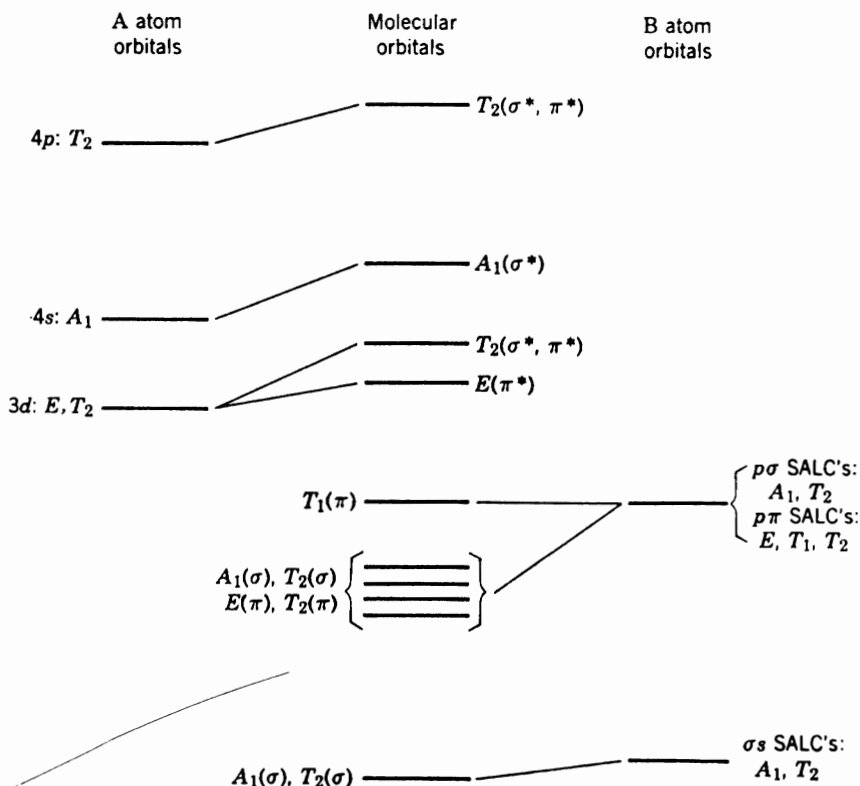 A atom
orbitals
Molecular
orbitals
B atom
orbitals
T₂(σ*, π*)
4p: T₂
A₁(σ*)
4s: A₁
T₂(σ*, π*)
E(π*)
3d: E, T₂
T₁(π)
pσ SALC's:
A₁, T₂
pπ SALC's:
E, T₁, T₂
A₁(σ), T₂(σ)
E(π), T₂(π)
σs SALC's:
A₁, T₂
A₁(σ), T₂(σ)